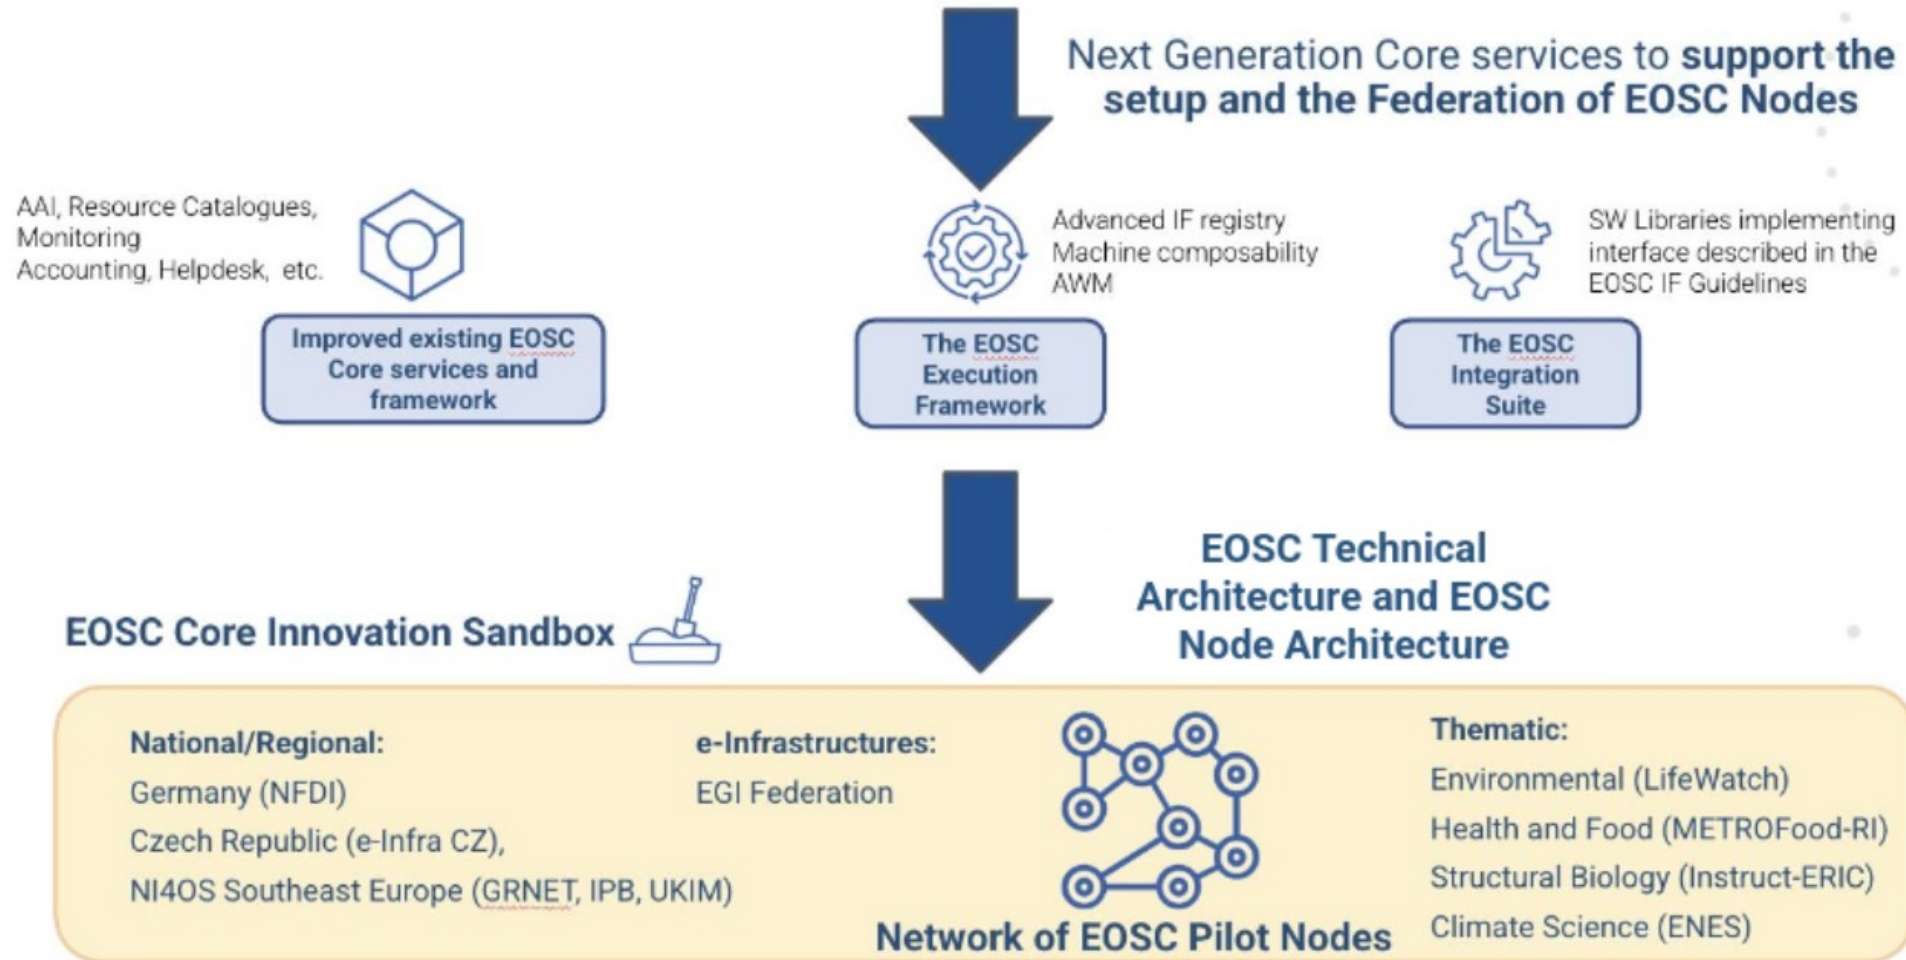 Next Generation Core services to support the
setup and the Federation of EOSC Nodes
AAI, Resource Catalogues,
Monitoring
Accounting, Helpdesk, etc.
Improved existing EOSC
Core services and
framework
Advanced IF registry
Machine composability
AWM
The EOSC
Execution
Framework
SW Libraries implementing
interface described in the
EOSC IF Guidelines
The EOSC
Integration
Suite
EOSC Technical
Architecture and EOSC
Node Architecture
EOSC Core Innovation Sandbox
National/Regional:
Germany (NFDI)
Czech Republic (e-Infra CZ),
NI4OS Southeast Europe (GRNET, IPB, UKIM)
e-Infrastructures:
EGI Federation
Network of EOSC Pilot Nodes
Thematic:
Environmental (LifeWatch)
Health and Food (METROFood-RI)
Structural Biology (Instruct-ERIC)
Climate Science (ENES)